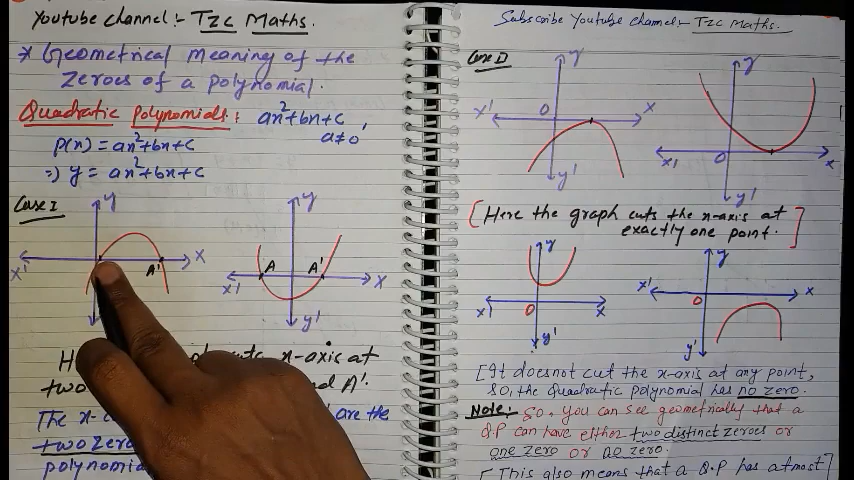 Youtube channel:- Tzc Maths.
* Geometrical meaning of the
Zeroes of a polynomial.
Quadratic polynomials: ax²+bx+c,
a≠0
p(x) = ax²+bx+c
=) y = ax²+bx+c
Case I
y
X' X
A'
y
A A'
X' X
y'
x-axis at
two A'.
The x- are the
two zero
polynomia
Subscribe Youtube channel:- Tzc Maths.
Case II
y
X' O X
y'
y
X' O X
y'
[Here the graph cuts the x-axis at
exactly one point.]
y
X' O X
y'
y
X' O X
y'
[It doesnot cut the x-axis at any point,
so, the Quadratic polynomial has no zero.
Note:- So, you can see geometrically that a
Q.P can have either two distinct zeroes or
one zero or no zero.
[This also means that a Q.P has atmost]